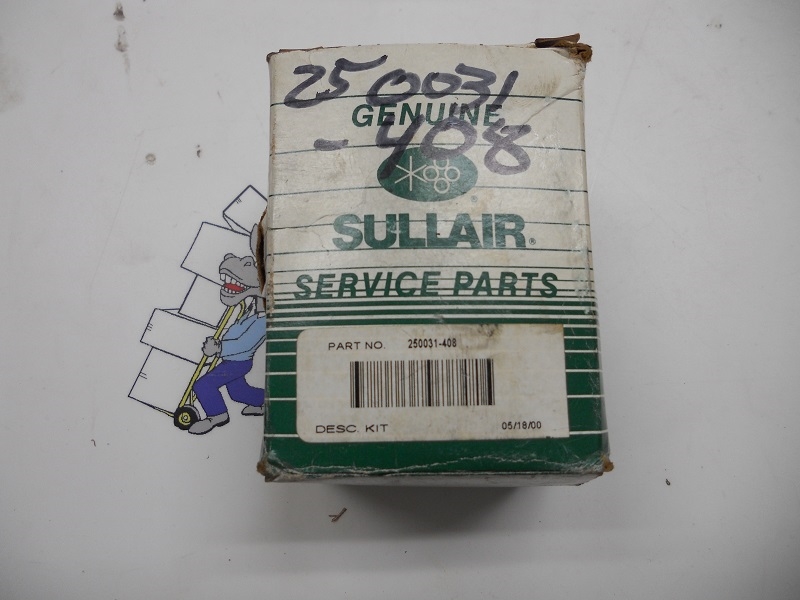 250031
GENUINE
-408
SULLAIR®
SERVICE PARTS
PART NO. 250031-408
DESC. KIT 05/18/00